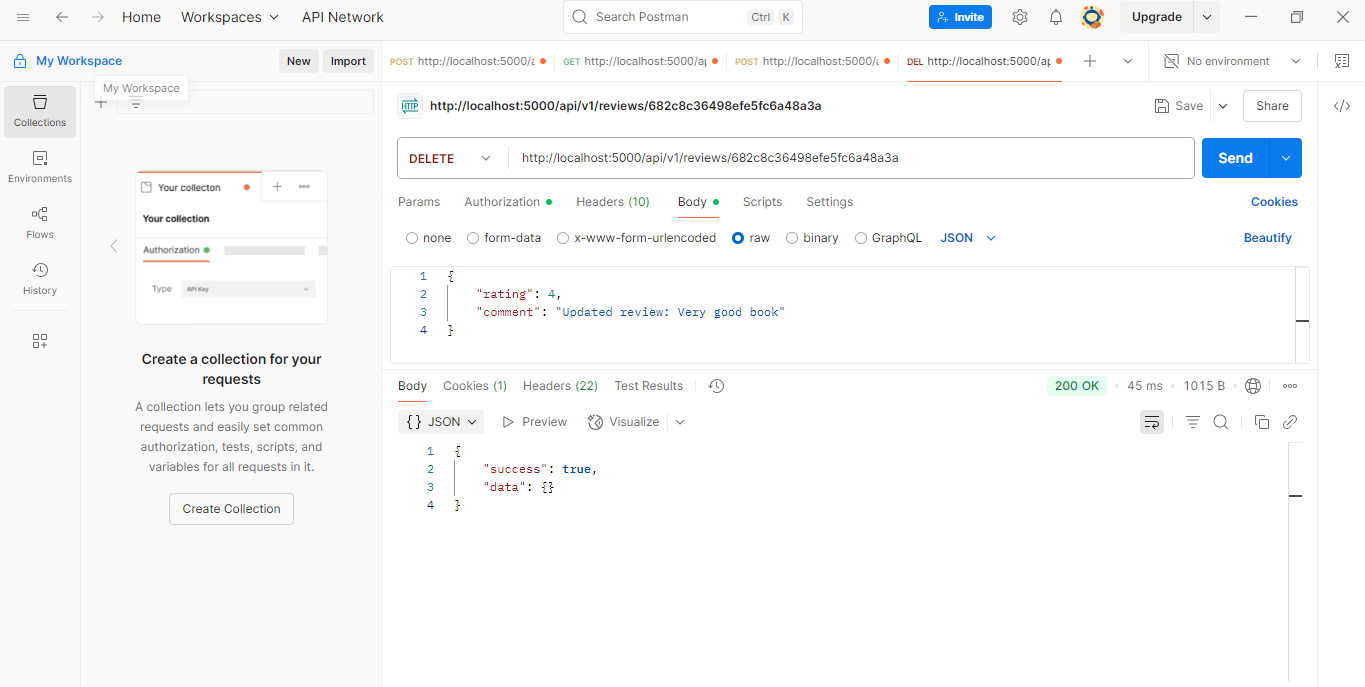 Home Workspaces API Network Search Postman Ctrl K Invite Upgrade
My Workspace New Import
My Workspace
Collections
Environments
Flows
History
Your collecton
Your collection
Authorization
Type API Key
Create a collection for your
requests
A collection lets you group related
requests and easily set common
authorization, tests, scripts, and
variables for all requests in it.
Create Collection
POST http://localhost:5000/a GET http://localhost:5000/ap POST http://localhost:5000/a DEL http://localhost:5000/ap No environment
HTTP http://localhost:5000/api/v1/reviews/682c8c36498efe5fc6a48a3a Save Share
DELETE http://localhost:5000/api/v1/reviews/682c8c36498efe5fc6a48a3a Send
Params Authorization Headers (10) Body Scripts Settings Cookies
none form-data x-www-form-urlencoded raw binary GraphQL JSON Beautify
1 {
2 "rating": 4,
3 "comment": "Updated review: Very good book"
4 }
Body Cookies (1) Headers (22) Test Results 200 OK 45 ms 1015 B
{} JSON Preview Visualize
1 {
2 "success": true,
3 "data": {}
4 }